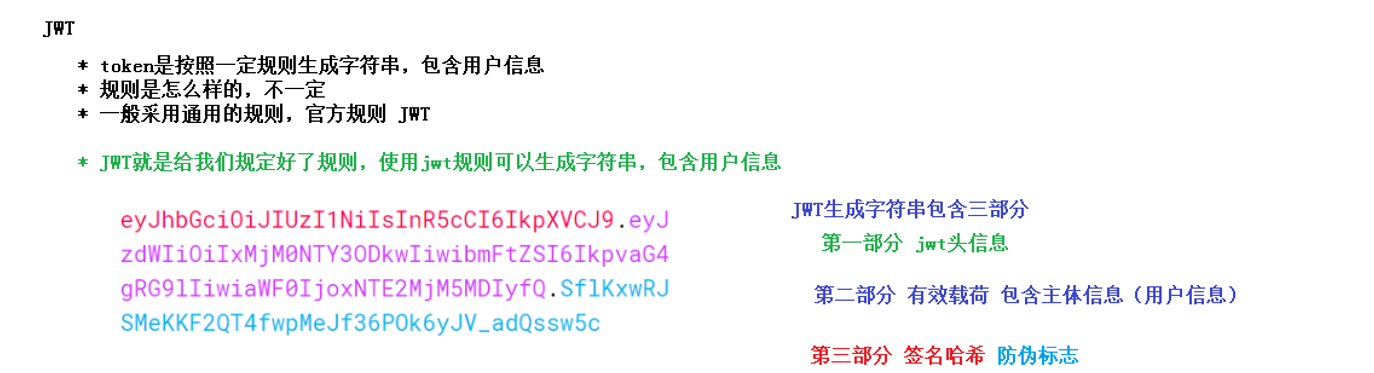 JWT
* token是按照一定规则生成字符串，包含用户信息
* 规则是怎么样的，不一定
* 一般采用通用的规则，官方规则 JWT
* JWT就是给我们规定好了规则，使用jwt规则可以生成字符串，包含用户信息
eyJhbGciOiJIUzI1NiIsInR5cCI6IkpXVCJ9.eyJ
zdWIiOiIxMjM0NTY3ODkwIiwibmFtZSI6IkpvaG4
gRG9lIiwiaWF0IjoxNTE2MjM5MDIyfQ.SflKxwRJ
SMeKKF2QT4fwpMeJf36POk6yJV_adQssw5c
JWT生成字符串包含三部分
第一部分 jwt头信息
第二部分 有效载荷 包含主体信息（用户信息）
第三部分 签名哈希 防伪标志